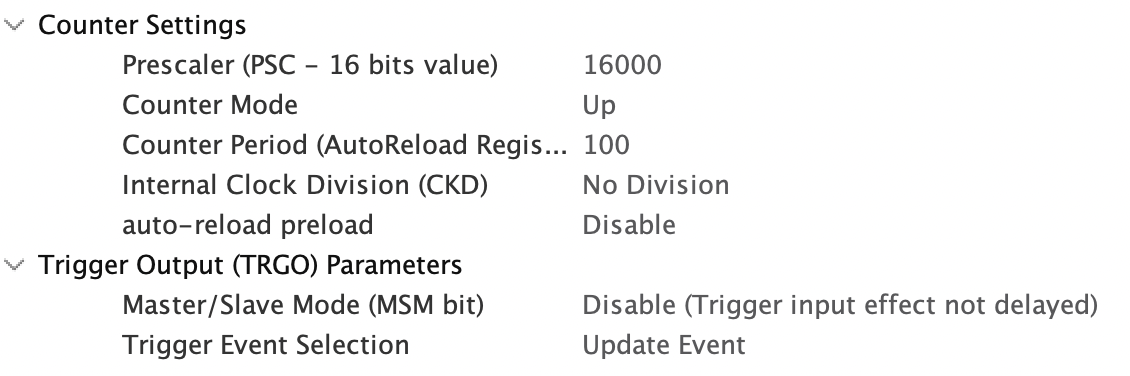 Counter Settings
Prescaler (PSC - 16 bits value) 16000
Counter Mode Up
Counter Period (AutoReload Regis... 100
Internal Clock Division (CKD) No Division
auto-reload preload Disable
Trigger Output (TRGO) Parameters
Master/Slave Mode (MSM bit) Disable (Trigger input effect not delayed)
Trigger Event Selection Update Event